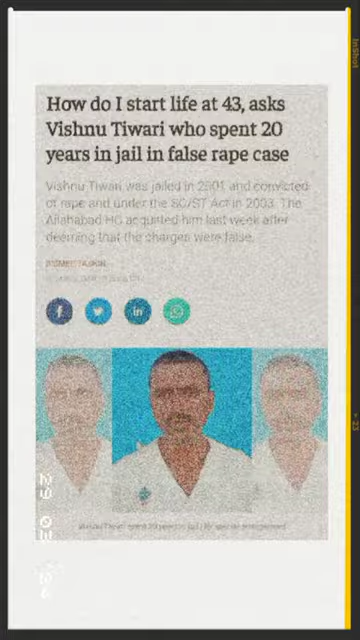 How do I start life at 43, asks
Vishnu Tiwari who spent 20
years in jail in false rape case
Vishnu Tiwari was jailed in 2001 and convicted
of rape and under the SC/ST Act in 2003. The
Allahabad HC acquitted him last week after
deeming that the charges were false.
InShot